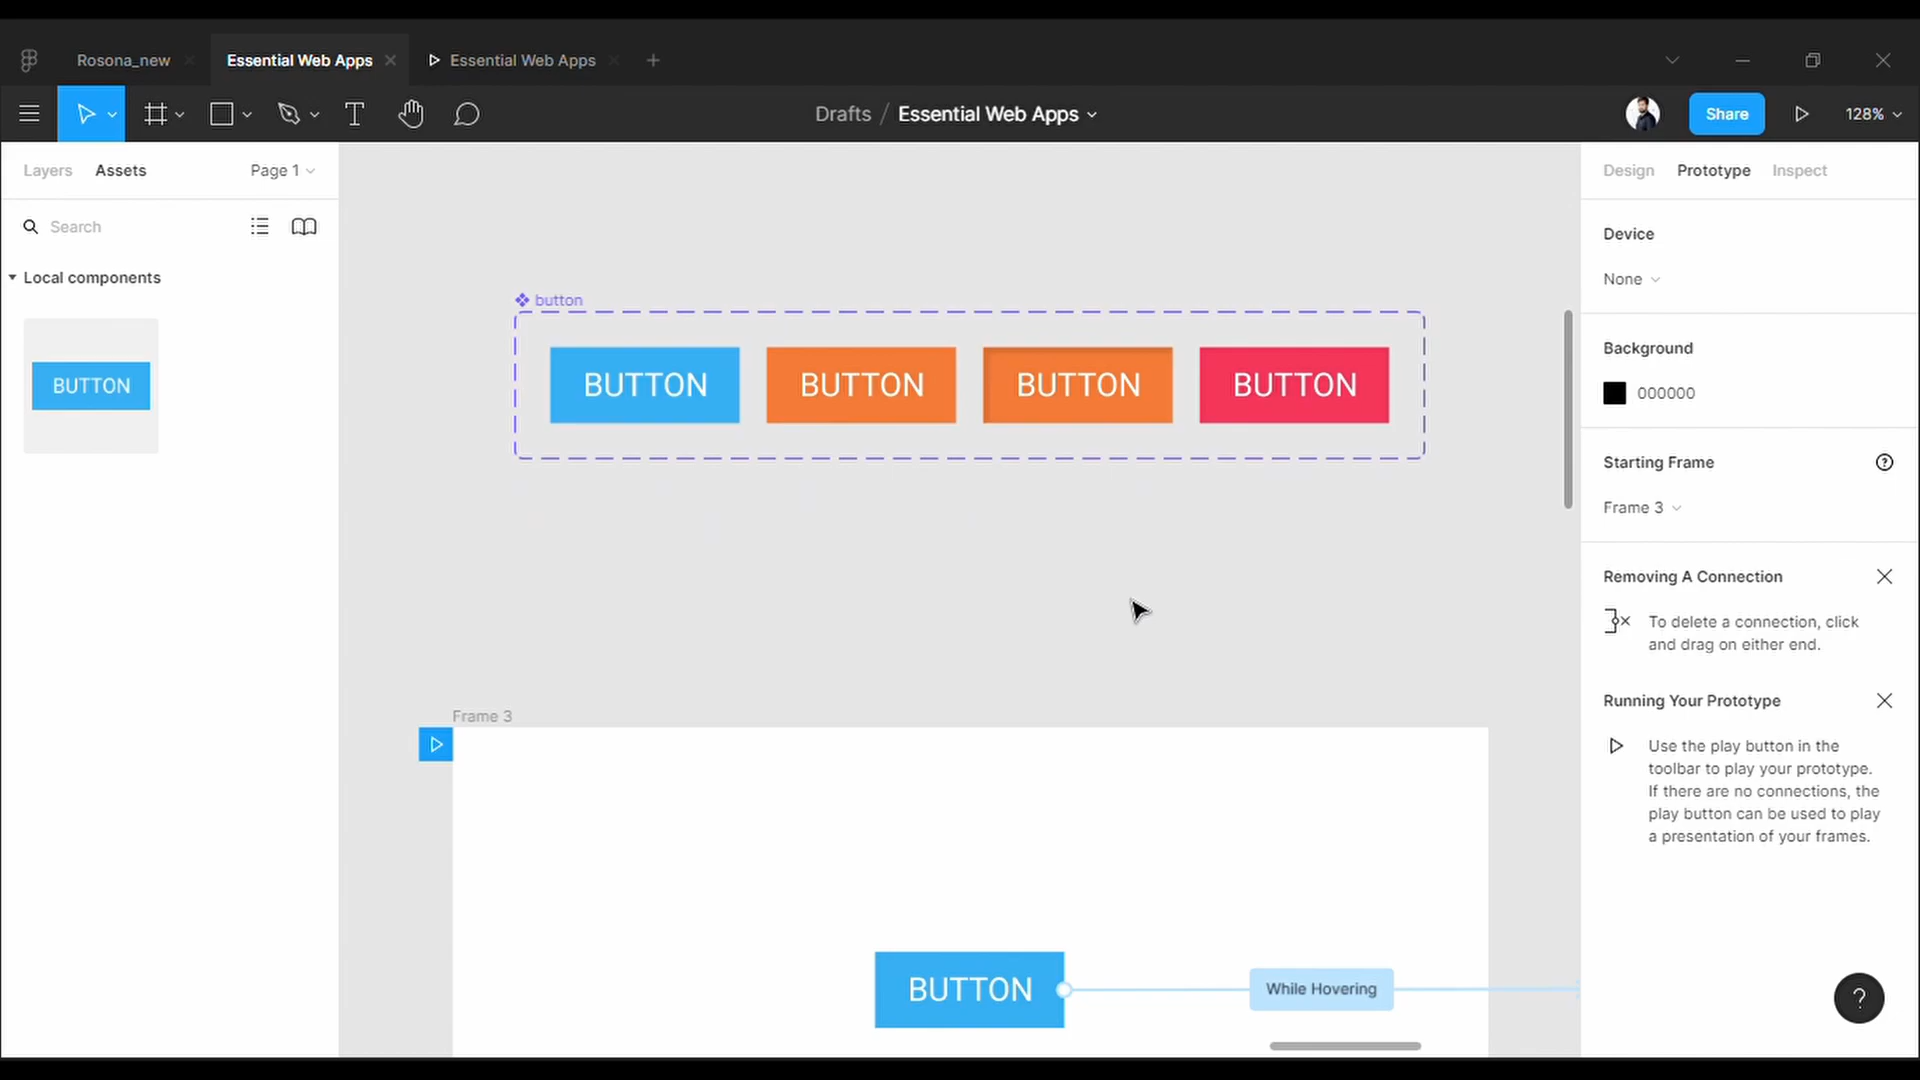 Rosona_new
Essential Web Apps
Essential Web Apps
Drafts / Essential Web Apps
Share
128%
Layers
Assets
Page 1
Search
Local components
BUTTON
button
BUTTON
BUTTON
BUTTON
BUTTON
Frame 3
BUTTON
While Hovering
Design
Prototype
Inspect
Device
None
Background
000000
Starting Frame
Frame 3
Removing A Connection
To delete a connection, click
and drag on either end.
Running Your Prototype
Use the play button in the
toolbar to play your prototype.
If there are no connections, the
play button can be used to play
a presentation of your frames.
?